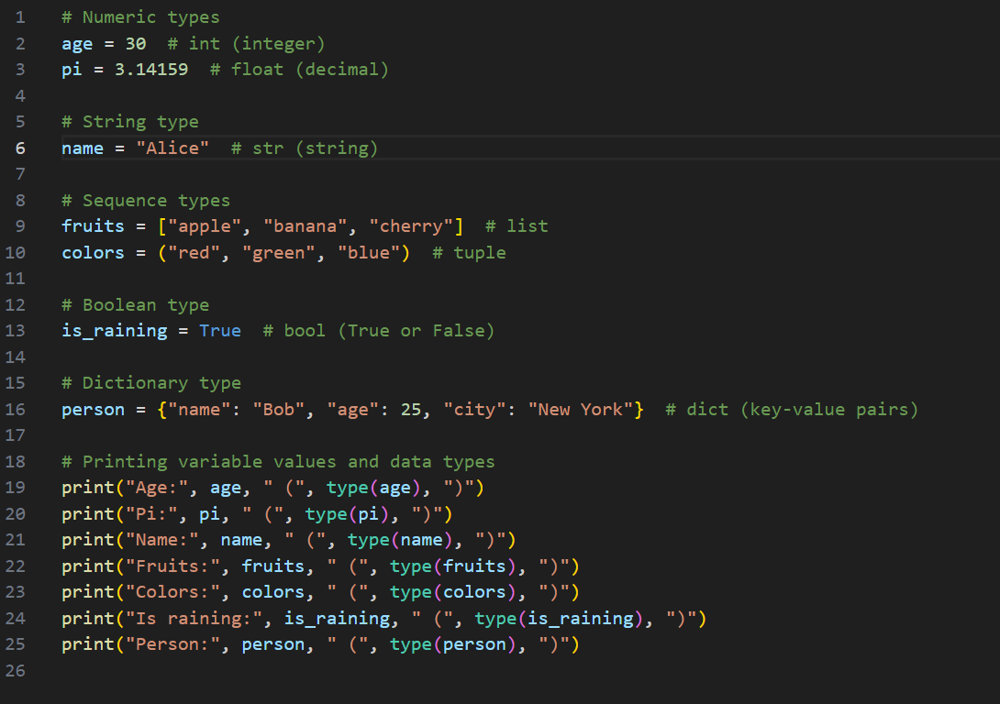 1 # Numeric types
2 age = 30  # int (integer)
3 pi = 3.14159  # float (decimal)
4
5 # String type
6 name = "Alice"  # str (string)
7
8 # Sequence types
9 fruits = ["apple", "banana", "cherry"]  # list
10 colors = ("red", "green", "blue")  # tuple
11
12 # Boolean type
13 is_raining = True  # bool (True or False)
14
15 # Dictionary type
16 person = {"name": "Bob", "age": 25, "city": "New York"}  # dict (key-value pairs)
17
18 # Printing variable values and data types
19 print("Age:", age, " (", type(age), ")")
20 print("Pi:", pi, " (", type(pi), ")")
21 print("Name:", name, " (", type(name), ")")
22 print("Fruits:", fruits, " (", type(fruits), ")")
23 print("Colors:", colors, " (", type(colors), ")")
24 print("Is raining:", is_raining, " (", type(is_raining), ")")
25 print("Person:", person, " (", type(person), ")")
26